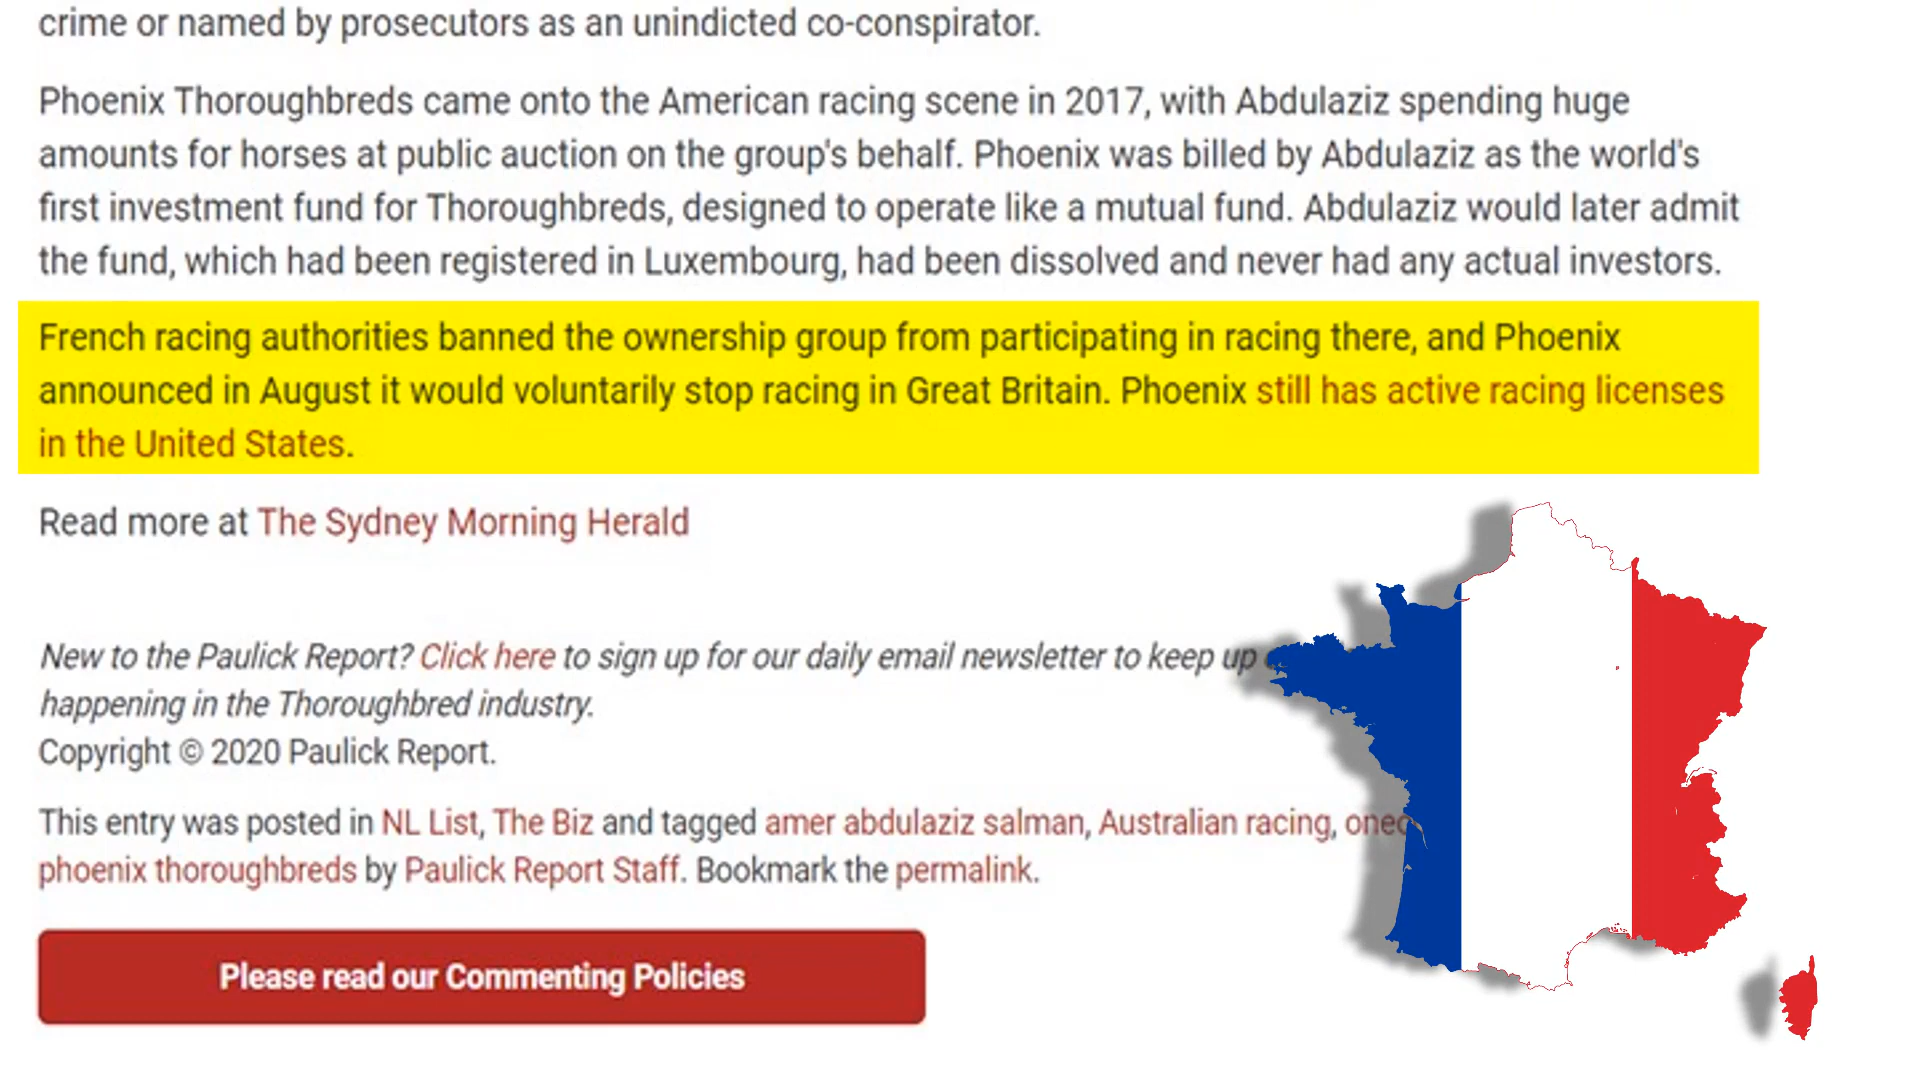 crime or named by prosecutors as an unindicted co-conspirator.
Phoenix Thoroughbreds came onto the American racing scene in 2017, with Abdulaziz spending huge
amounts for horses at public auction on the group's behalf. Phoenix was billed by Abdulaziz as the world's
first investment fund for Thoroughbreds, designed to operate like a mutual fund. Abdulaziz would later admit
the fund, which had been registered in Luxembourg, had been dissolved and never had any actual investors.
French racing authorities banned the ownership group from participating in racing there, and Phoenix
announced in August it would voluntarily stop racing in Great Britain. Phoenix still has active racing licenses
in the United States.
Read more at The Sydney Morning Herald
New to the Paulick Report? Click here to sign up for our daily email newsletter to keep up
happening in the Thoroughbred industry.
Copyright © 2020 Paulick Report.
This entry was posted in NL List, The Biz and tagged amer abdulaziz salman, Australian racing,
phoenix thoroughbreds by Paulick Report Staff. Bookmark the permalink.
Please read our Commenting Policies